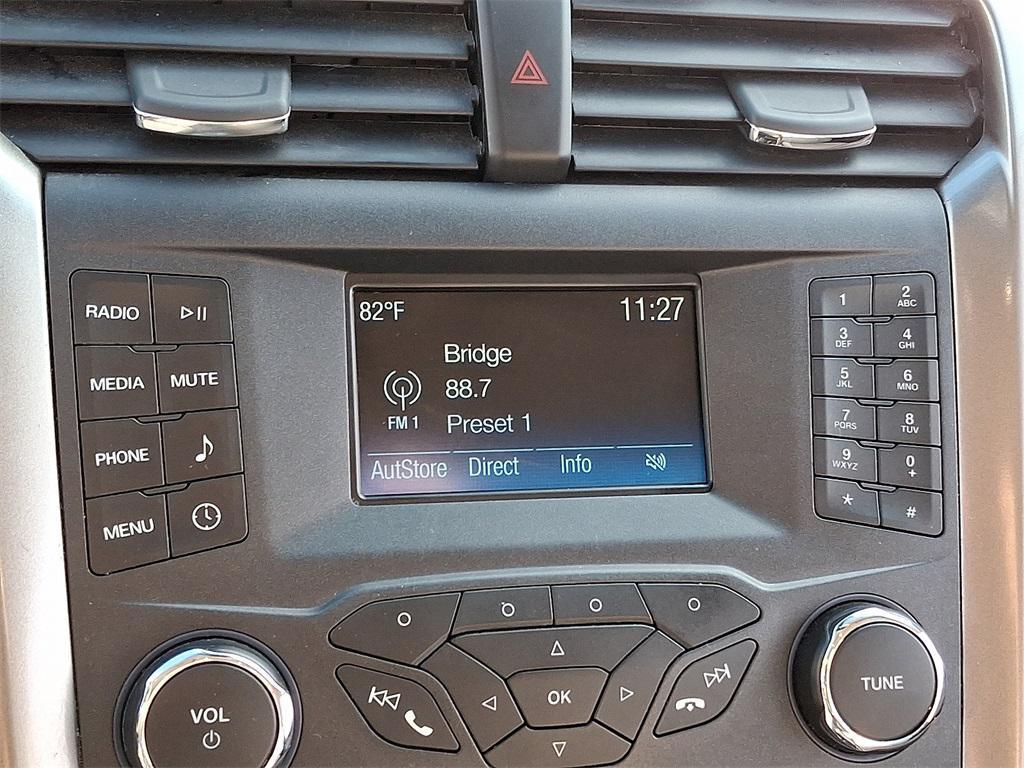 82°F 11:27
Bridge
88.7
FM 1
Preset 1
AutStore Direct Info
RADIO
MEDIA MUTE
PHONE
MENU
1 2 ABC
3 DEF 4 GHI
5 JKL 6 MNO
7 PQRS 8 TUV
9 WXYZ 0 +
* #
VOL
OK
TUNE